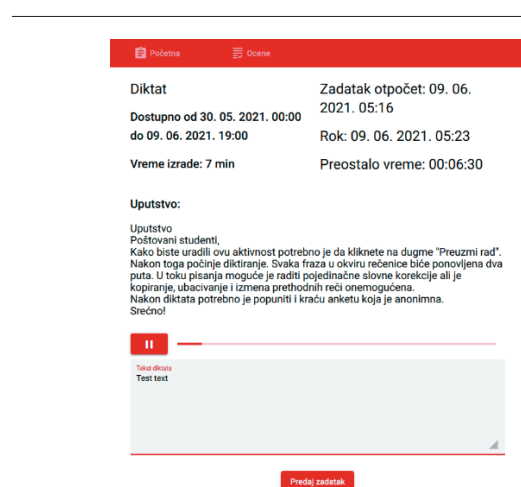 Početna
Ocene
Diktat
Dostupno od 30. 05. 2021. 00:00
do 09. 06. 2021. 19:00
Vreme izrade: 7 min
Zadatak otpočet: 09. 06.
2021. 05:16
Rok: 09. 06. 2021. 05:23
Preostalo vreme: 00:06:30
Uputstvo:
Uputstvo
Poštovani studenti,
Kako biste uradili ovu aktivnost potrebno je da kliknete na dugme "Preuzmi rad".
Nakon toga počinje diktiranje. Svaka fraza u okviru rečenice biće ponovljena dva
puta. U toku pisanja moguće je raditi pojedinačne slovne korekcije ali je
kopiranje, ubacivanje i izmena prethodnih reči onemogućena.
Nakon diktata potrebno je popuniti i kraću anketu koja je anonimna.
Srećno!
Tekst diktata
Test text
Predaj zadatak